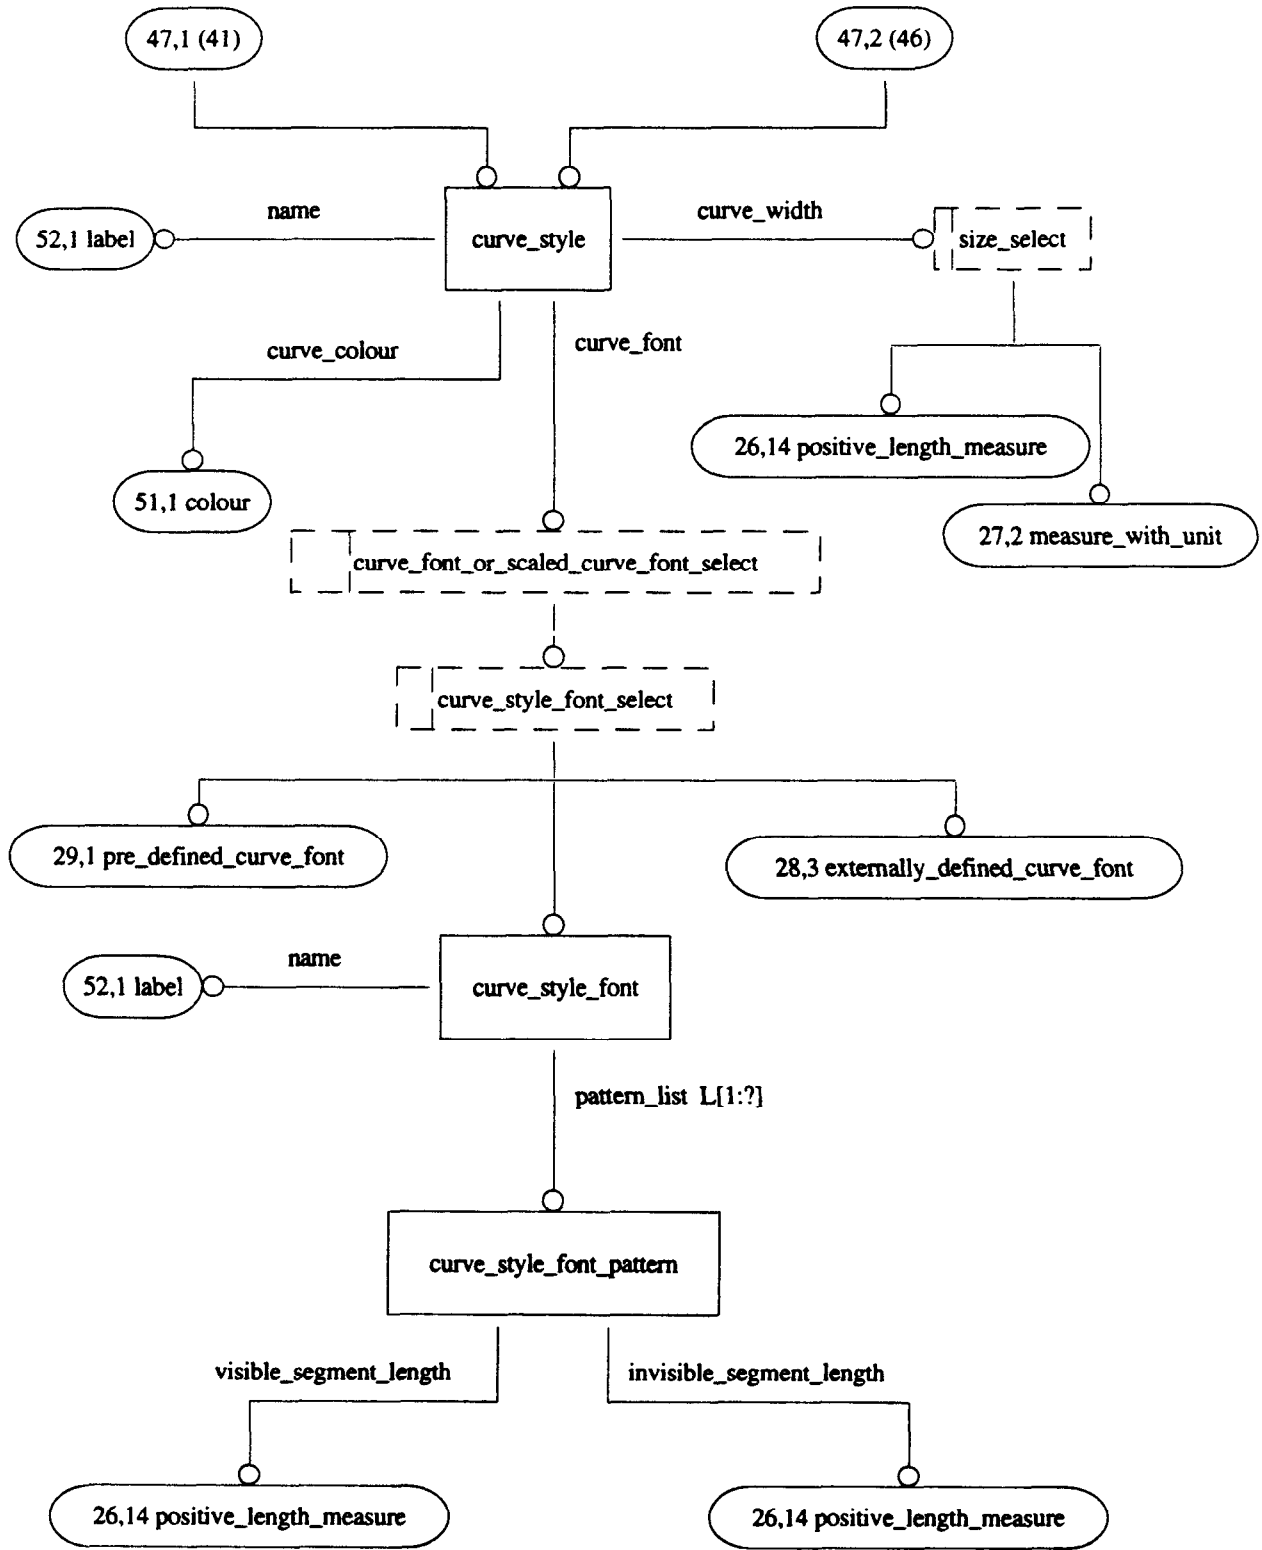 47,1 (41)
47,2 (46)
name
curve_width
52,1 label
curve_style
size_select
curve_colour
curve_font
26,14 positive_length_measure
51,1 colour
27,2 measure_with_unit
curve_font_or_scaled_curve_font_select
curve_style_font_select
29,1 pre_defined_curve_font
28,3 externally_defined_curve_font
name
52,1 label
curve_style_font
pattern_list L[1:?]
curve_style_font_pattern
visible_segment_length
invisible_segment_length
26,14 positive_length_measure
26,14 positive_length_measure